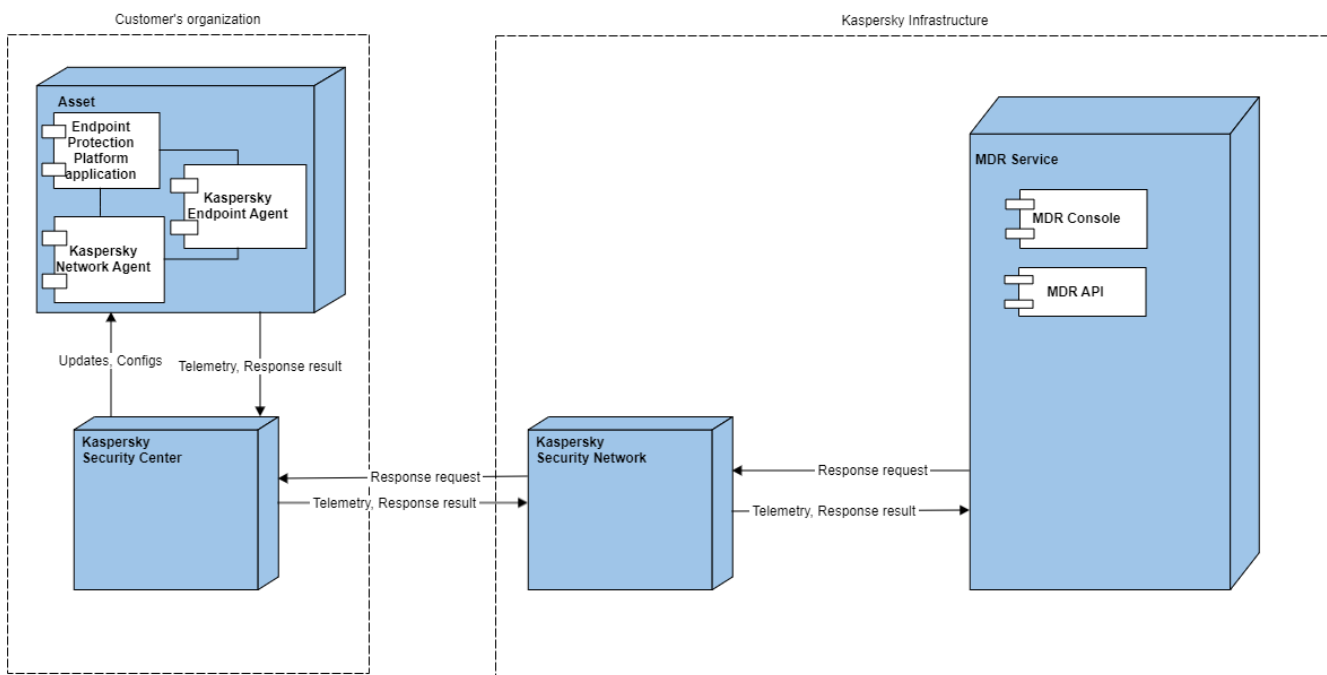 Customer's organization
Kaspersky Infrastructure
Asset
Endpoint
Protection
Platform
application
Kaspersky
Endpoint Agent
Kaspersky
Network Agent
Updates, Configs
Telemetry, Response result
Kaspersky
Security Center
Response request
Telemetry, Response result
Kaspersky
Security Network
Response request
Telemetry, Response result
MDR Service
MDR Console
MDR API